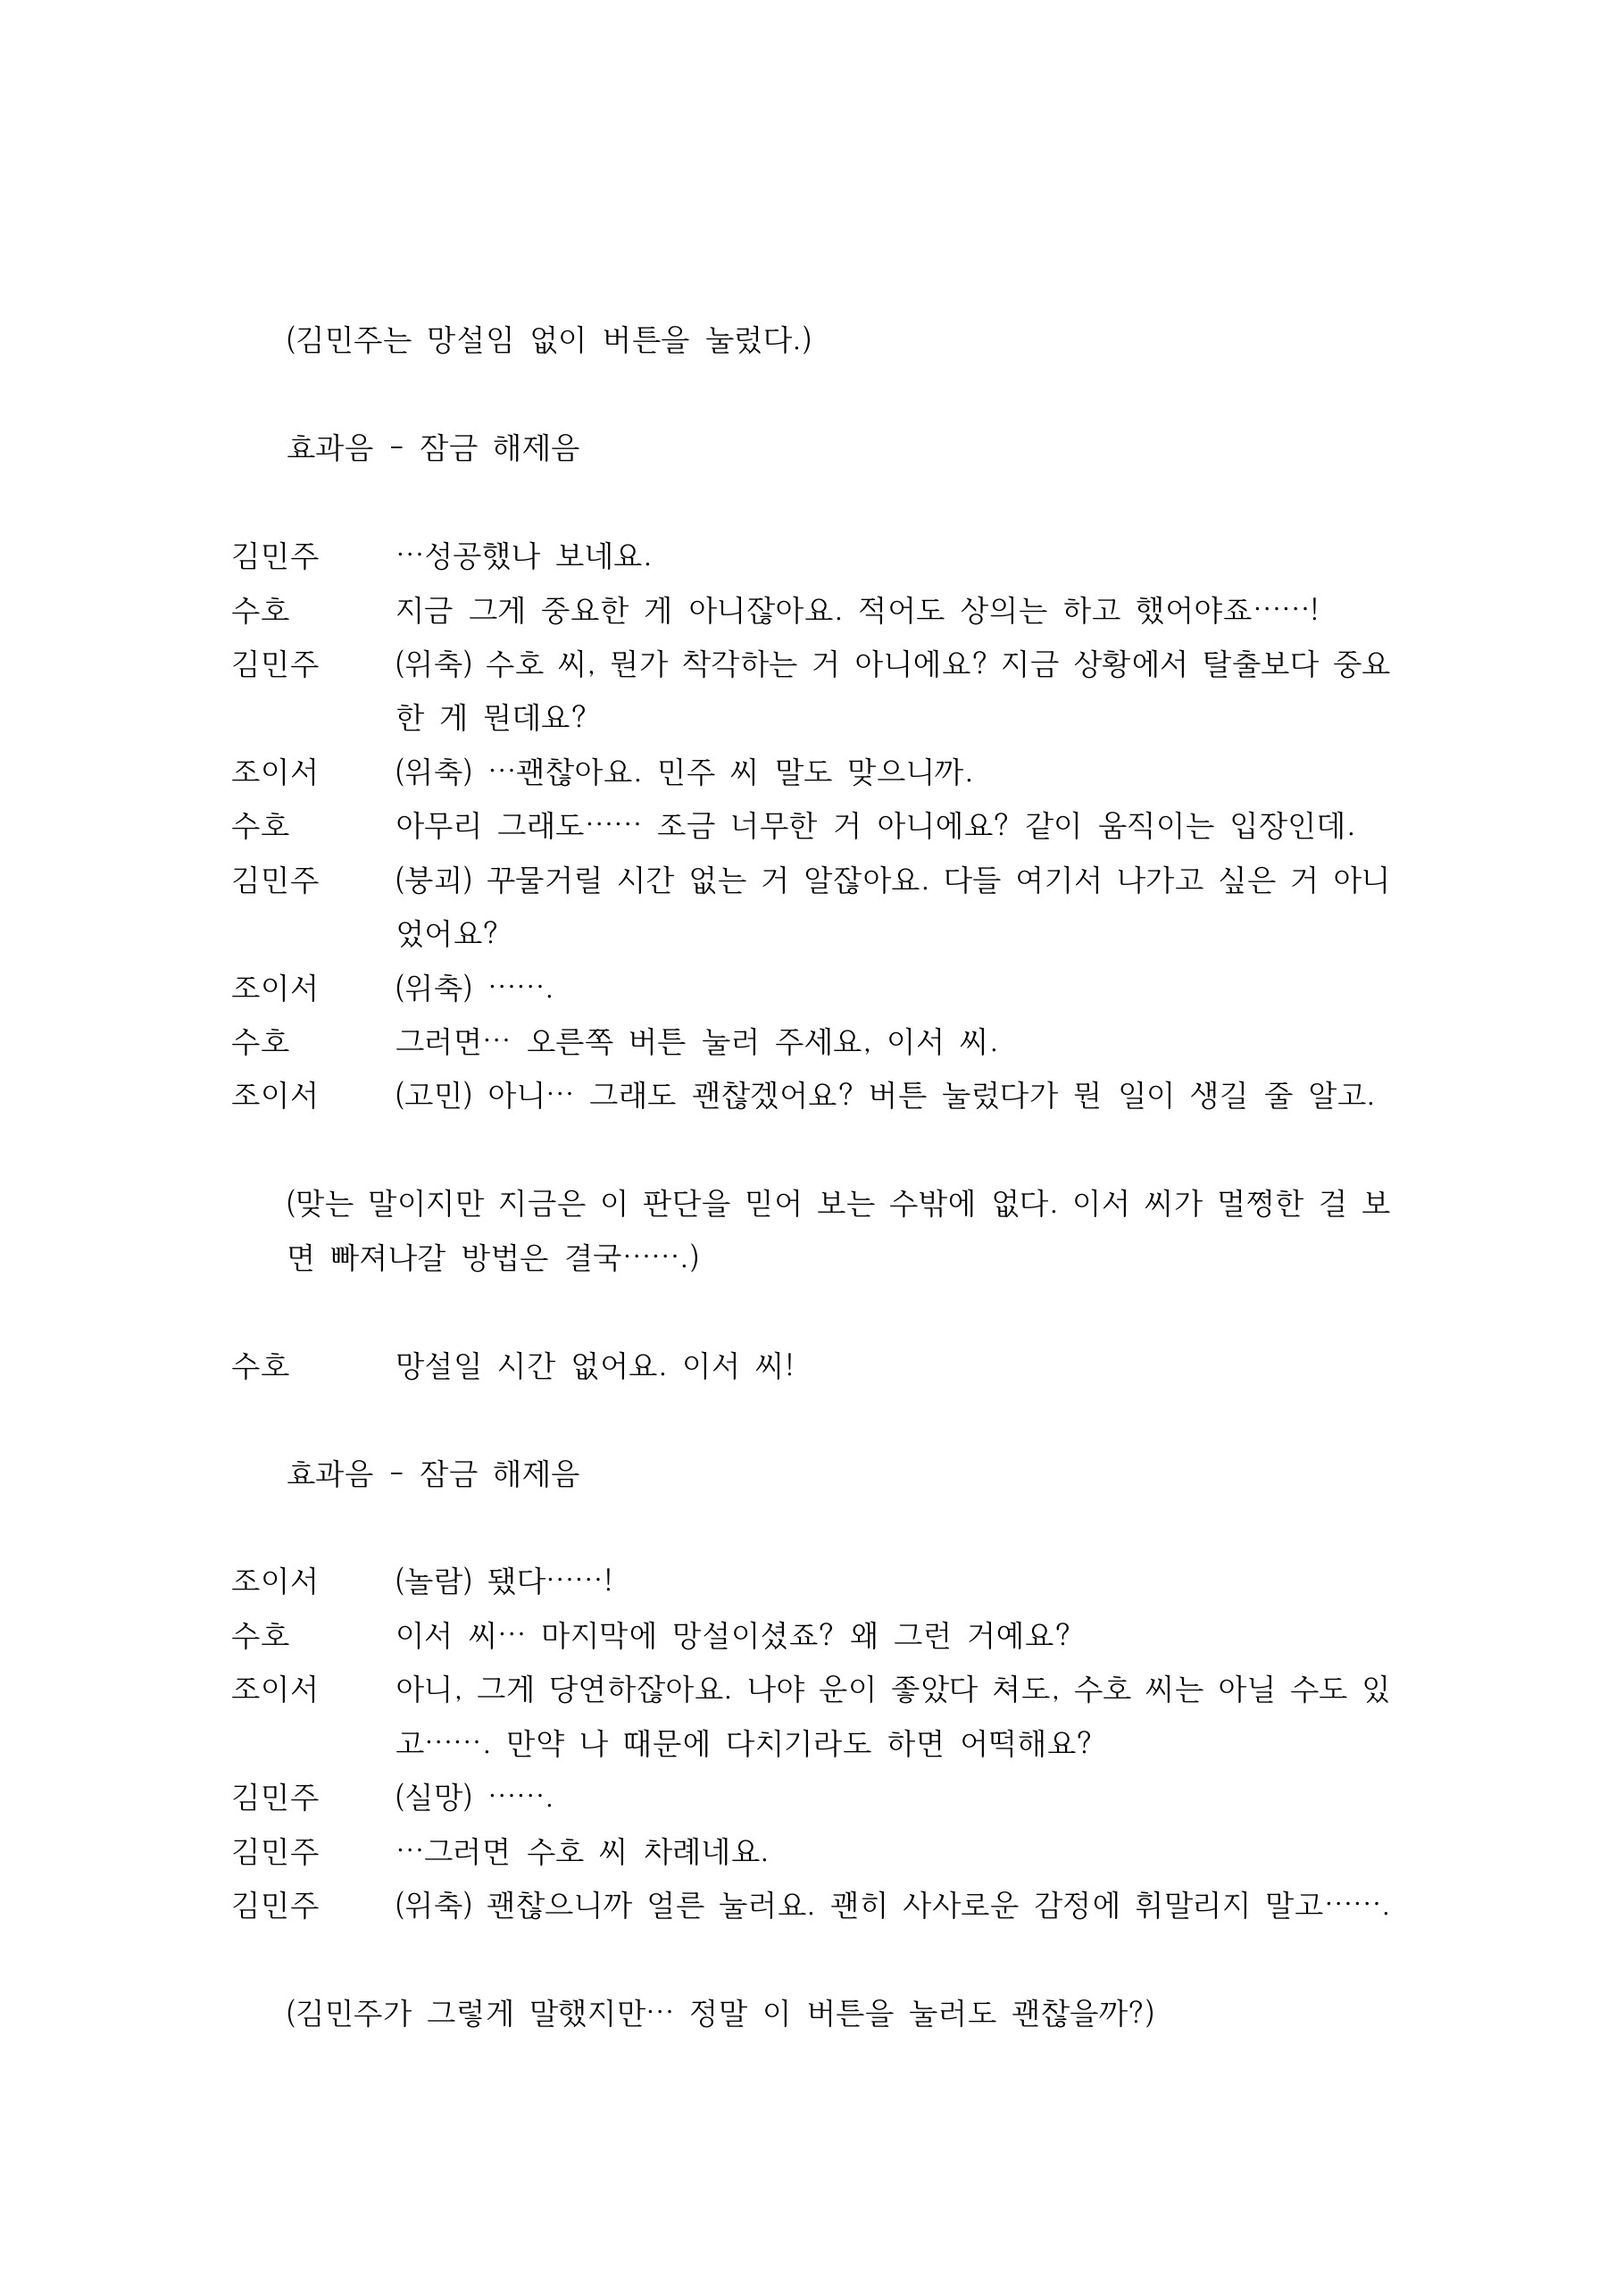 (김민주는 망설임 없이 버튼을 눌렀다.)
효과음 - 잠금 해제음
김민주 …성공했나 보네요.
수호 지금 그게 중요한 게 아니잖아요. 적어도 상의는 하고 했어야죠……!
김민주 (위축) 수호 씨, 뭔가 착각하는 거 아니에요? 지금 상황에서 탈출보다 중요
한 게 뭔데요?
조이서 (위축) …괜찮아요. 민주 씨 말도 맞으니까.
수호 아무리 그래도…… 조금 너무한 거 아니에요? 같이 움직이는 입장인데.
김민주 (붕괴) 꾸물거릴 시간 없는 거 알잖아요. 다들 여기서 나가고 싶은 거 아니
었어요?
조이서 (위축) …….
수호 그러면… 오른쪽 버튼 눌러 주세요, 이서 씨.
조이서 (고민) 아니… 그래도 괜찮겠어요? 버튼 눌렀다가 뭔 일이 생길 줄 알고.
(맞는 말이지만 지금은 이 판단을 믿어 보는 수밖에 없다. 이서 씨가 멀쩡한 걸 보
면 빠져나갈 방법은 결국…….)
수호 망설일 시간 없어요. 이서 씨!
효과음 - 잠금 해제음
조이서 (놀람) 됐다……!
수호 이서 씨… 마지막에 망설이셨죠? 왜 그런 거예요?
조이서 아니, 그게 당연하잖아요. 나야 운이 좋았다 쳐도, 수호 씨는 아닐 수도 있
고……. 만약 나 때문에 다치기라도 하면 어떡해요?
김민주 (실망) …….
김민주 …그러면 수호 씨 차례네요.
김민주 (위축) 괜찮으니까 얼른 눌러요. 괜히 사사로운 감정에 휘말리지 말고…….
(김민주가 그렇게 말했지만… 정말 이 버튼을 눌러도 괜찮을까?)